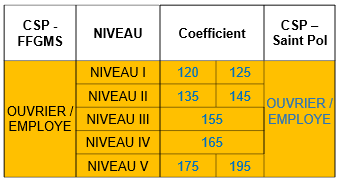 CSP - FFGMS NIVEAU Coefficient CSP – Saint Pol
OUVRIER / EMPLOYE
NIVEAU I 120 125
NIVEAU II 135 145
NIVEAU III 155
NIVEAU IV 165
NIVEAU V 175 195
OUVRIER / EMPLOYE